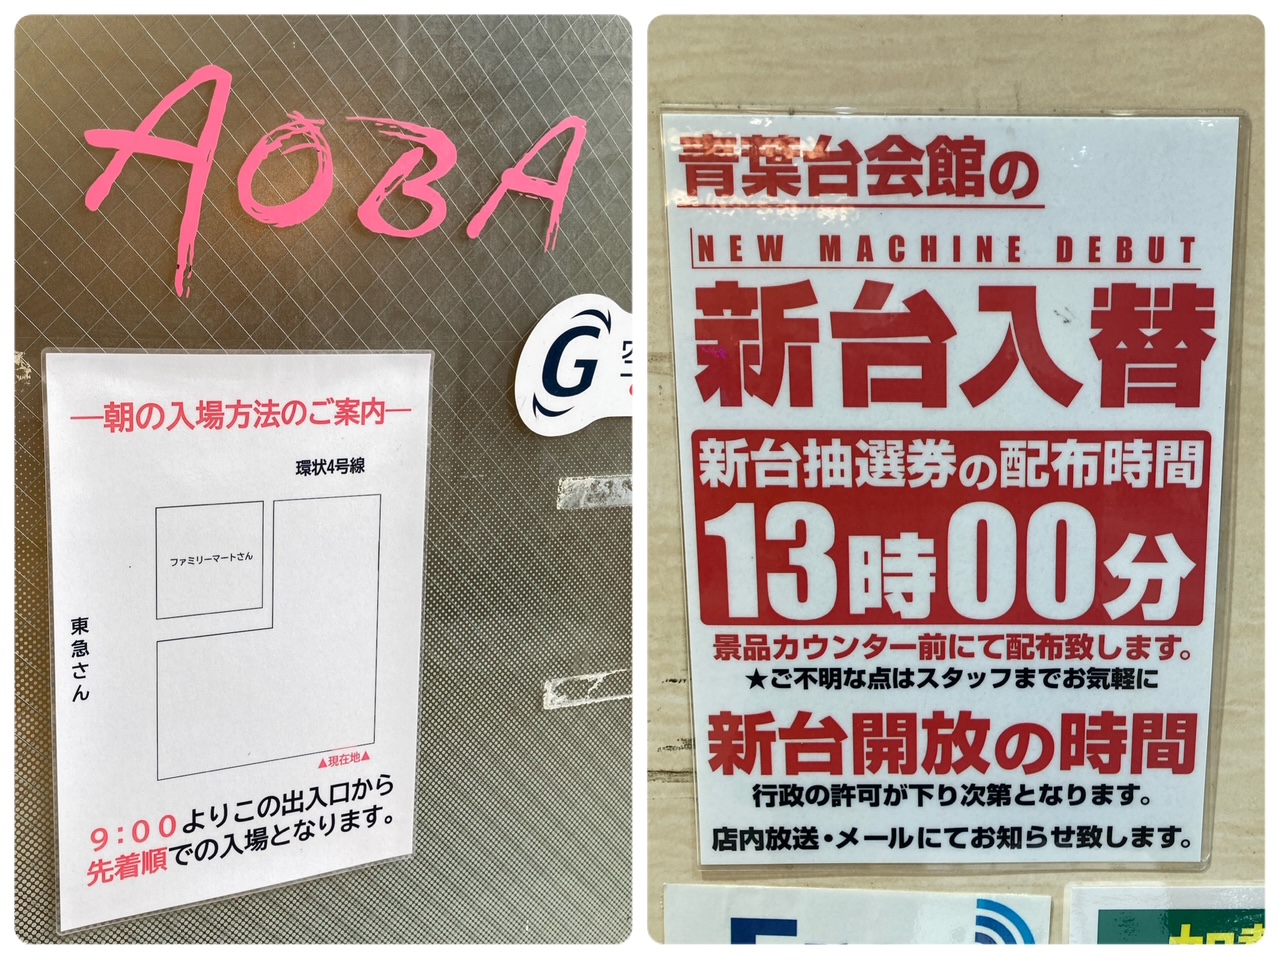 AOBA
G
―朝の入場方法のご案内―
環状4号線
ファミリーマートさん
東急さん
▲現在地▲
9:00よりこの出入口から
先着順での入場となります。
青葉台会館の
NEW MACHINE DEBUT
新台入替
新台抽選券の配布時間
13時00分
景品カウンター前にて配布致します。
★ご不明な点はスタッフまでお気軽に
新台開放の時間
行政の許可が下り次第となります。
店内放送・メールにてお知らせ致します。